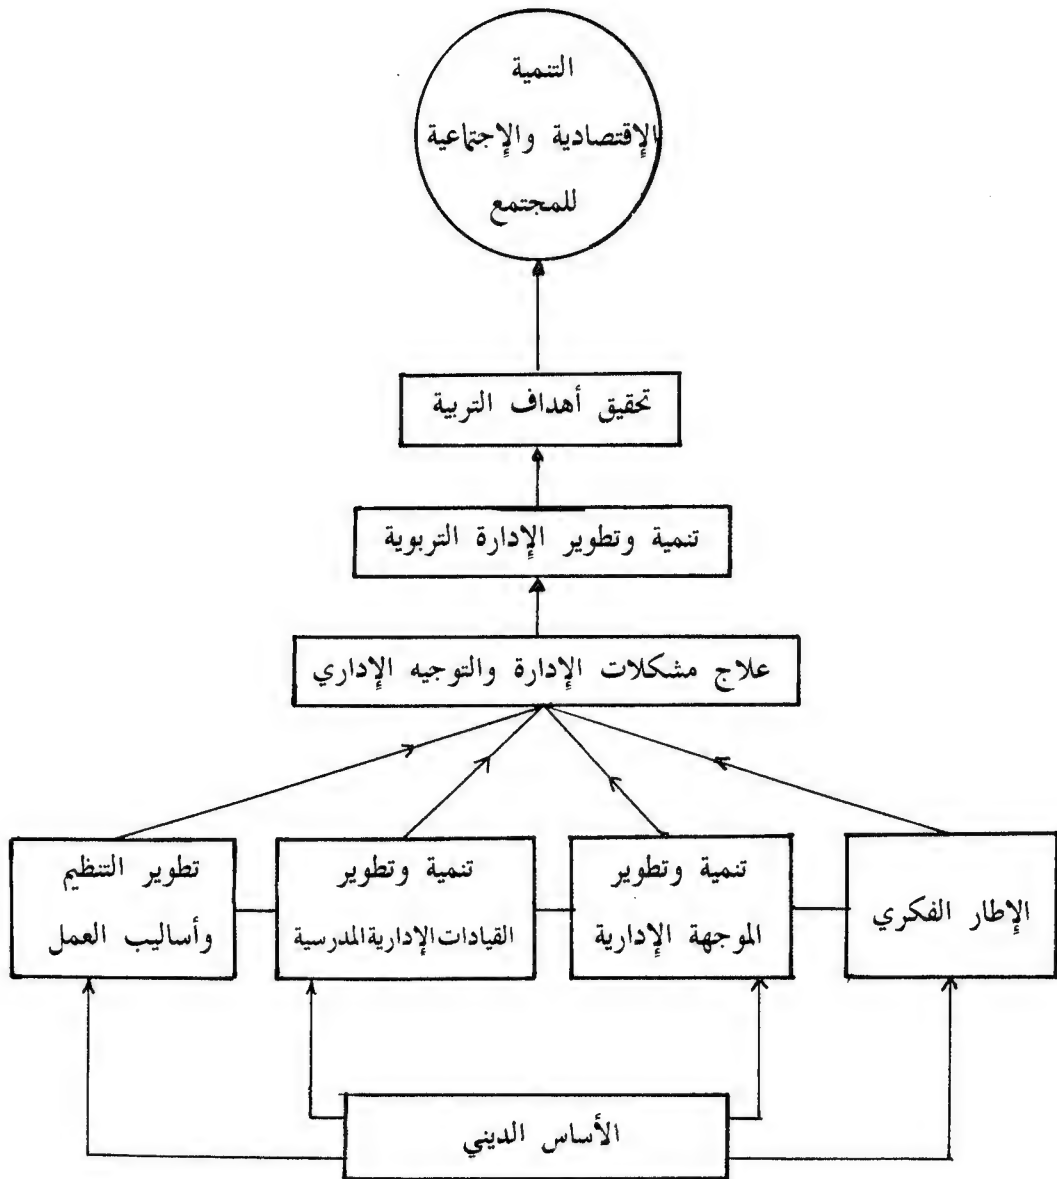 التنمية
الإقتصادية والإجتماعية
للمجتمع
تحقيق أهداف التربية
تنمية وتطوير الإدارة التربوية
علاج مشكلات الإدارة والتوجيه الإداري
الإطار الفكري
تنمية وتطوير
الموجهة الإدارية
تنمية وتطوير
القيادات الإدارية المدرسية
تطوير التنظيم
وأساليب العمل
الأساس الديني